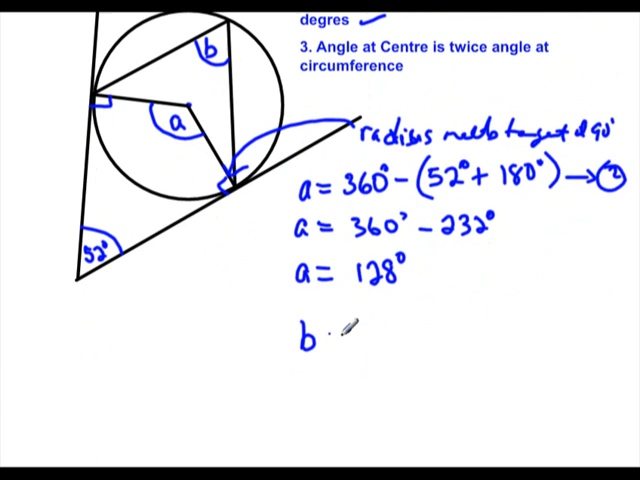 degres
3. Angle at Centre is twice angle at
circumference
b
radius meets tangent at 90°
a
a = 360° - (52° + 180°) → 2
a = 360° - 232°
52°
a = 128°
b